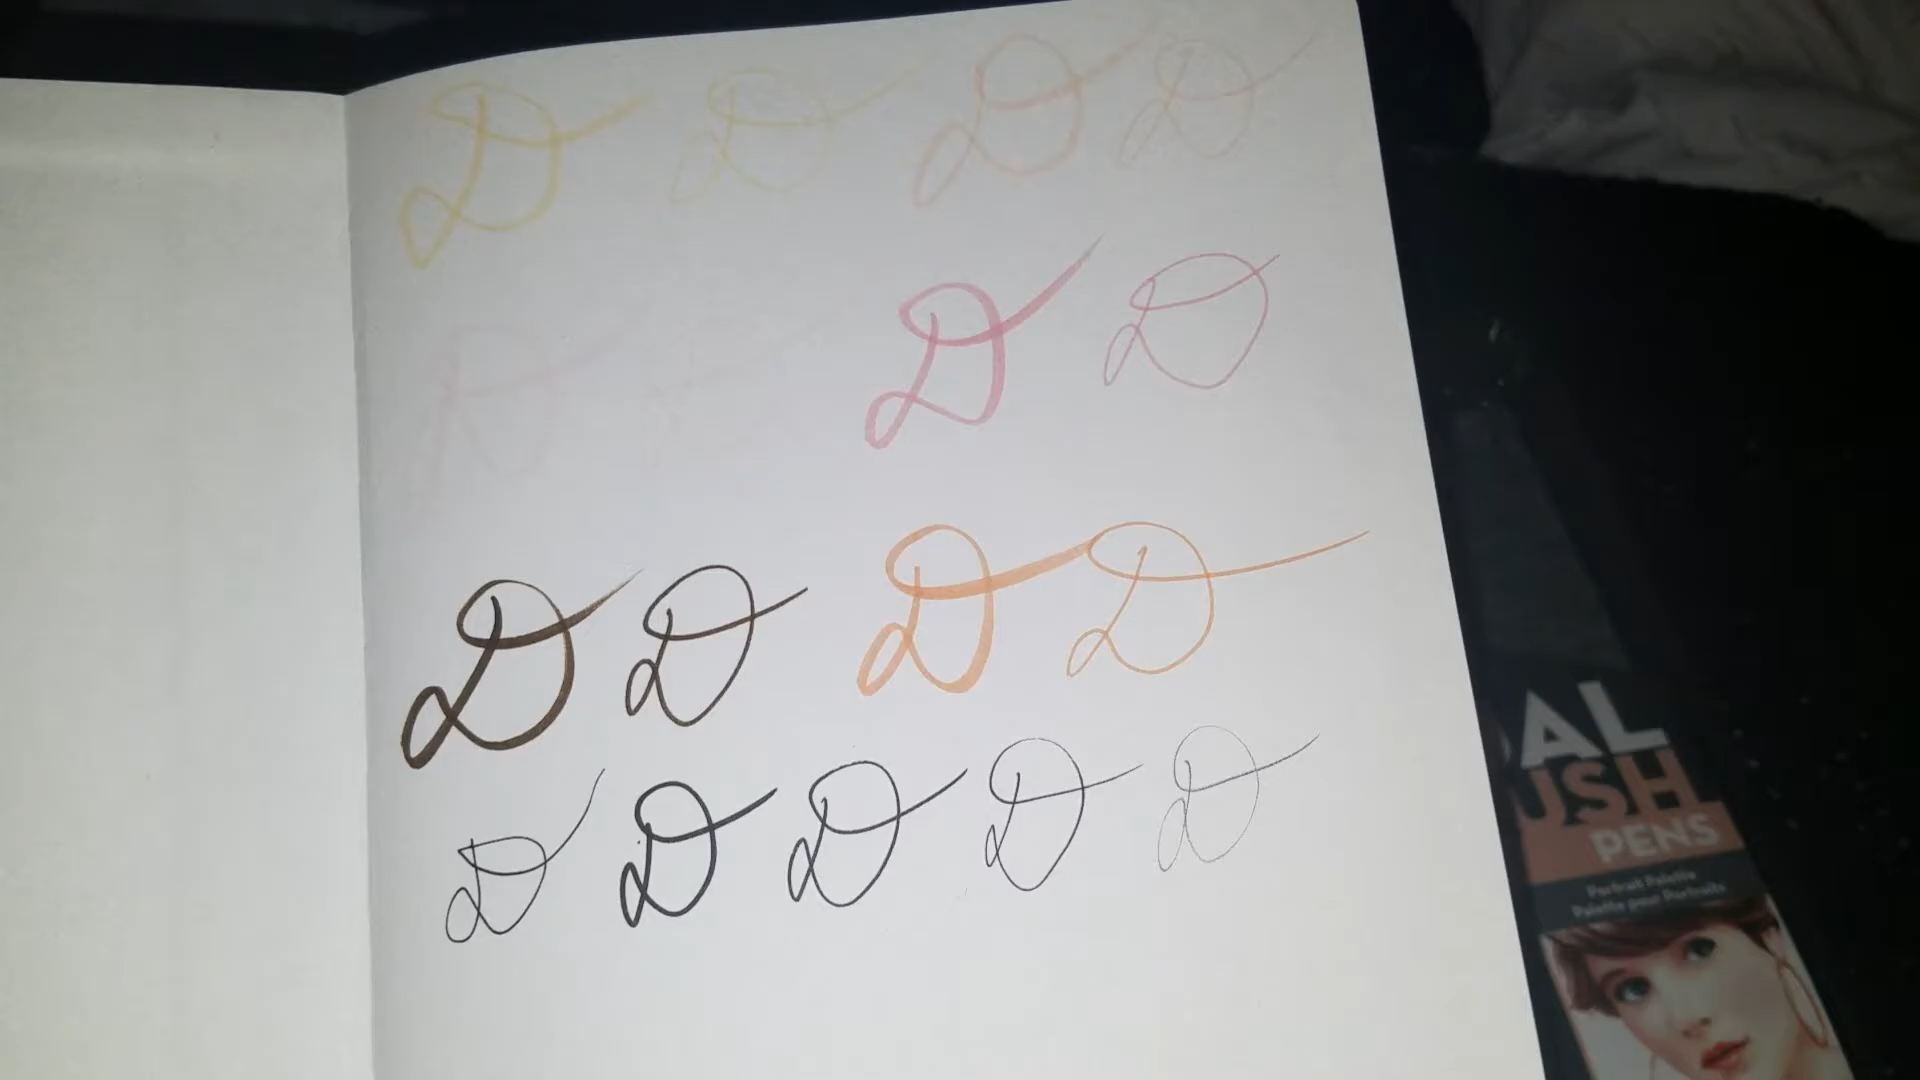 D D D D
D D D D
D D D D
D D D D D
AL
USH
PENS
Portrait Palette
Palette pour Portraits